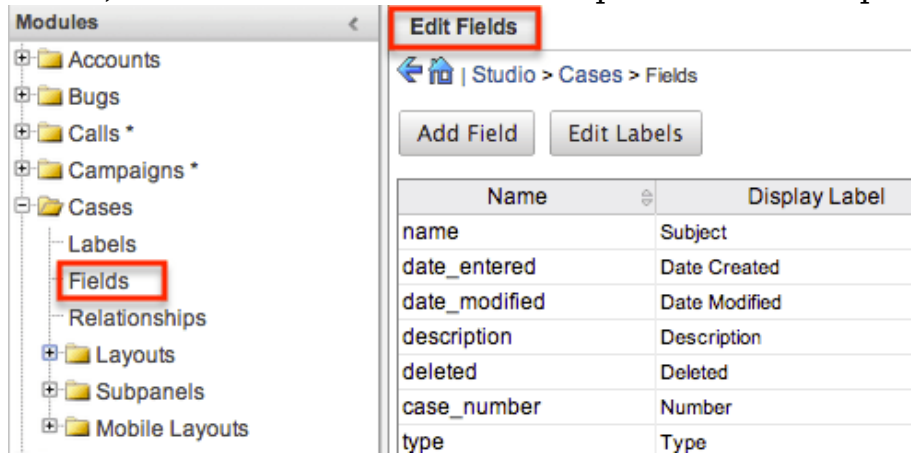 Modules
Accounts
Bugs
Calls *
Campaigns *
Cases
Labels
Fields
Relationships
Layouts
Subpanels
Mobile Layouts
Edit Fields
| Studio > Cases > Fields
Add Field Edit Labels
Name Display Label
name Subject
date_entered Date Created
date_modified Date Modified
description Description
deleted Deleted
case_number Number
type Type